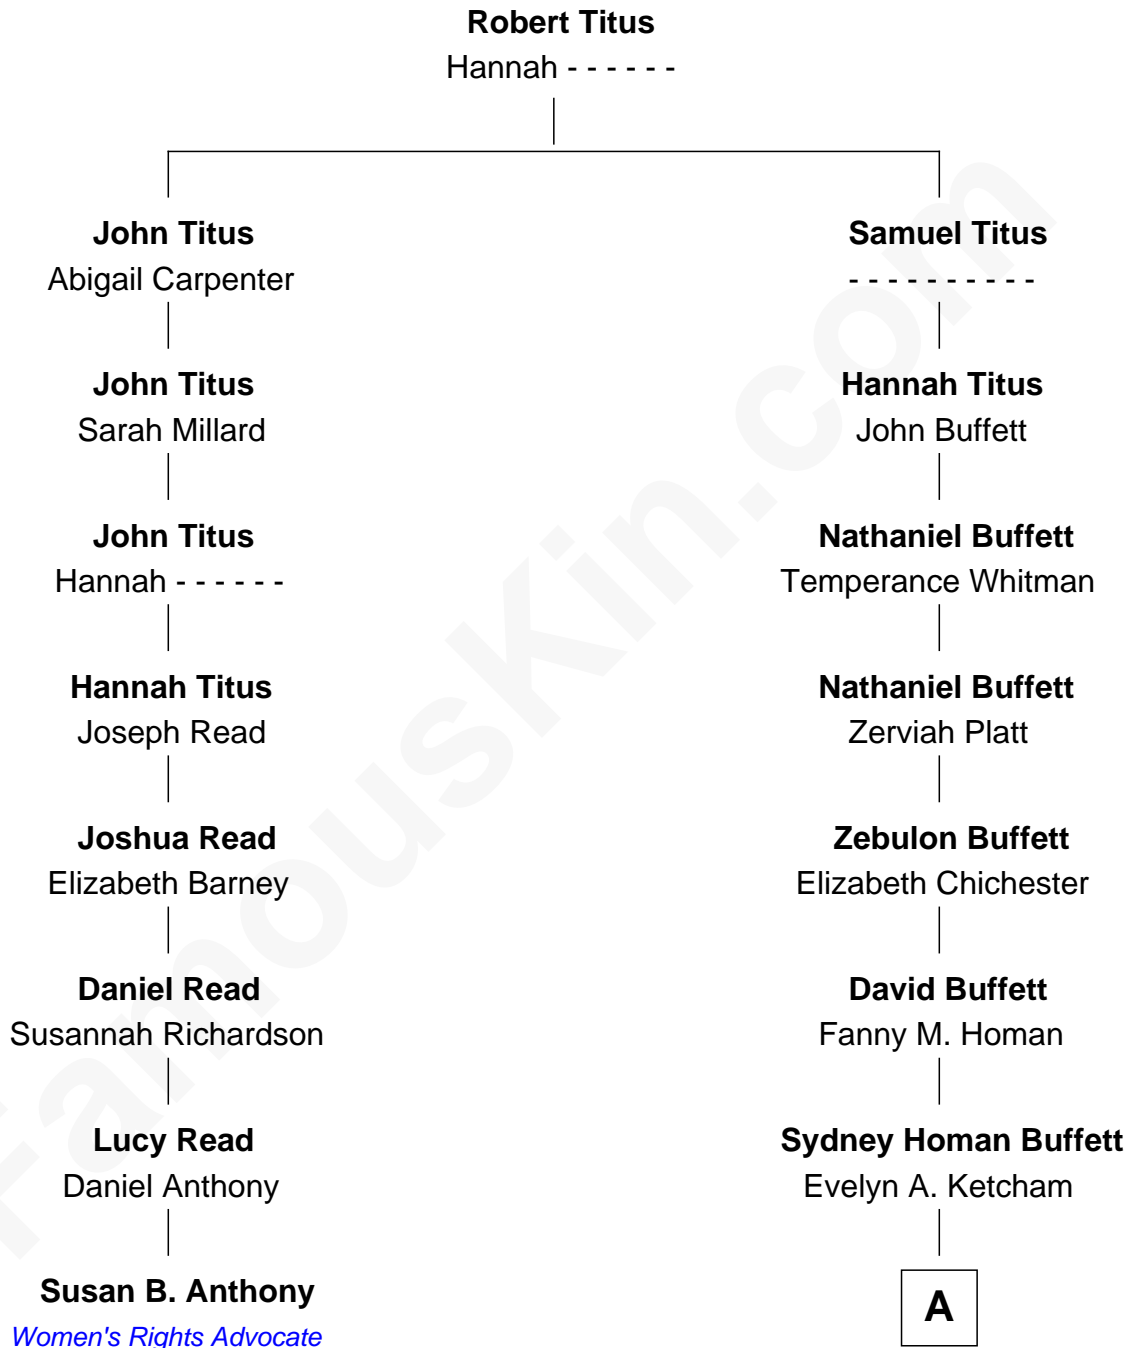 Robert Titus
Hannah - - - - - -
John Titus
Abigail Carpenter
John Titus
Sarah Millard
John Titus
Hannah - - - - - -
Hannah Titus
Joseph Read
Joshua Read
Elizabeth Barney
Daniel Read
Susannah Richardson
Lucy Read
Daniel Anthony
Susan B. Anthony
Women's Rights Advocate
Samuel Titus
- - - - - - - - - -
Hannah Titus
John Buffett
Nathaniel Buffett
Temperance Whitman
Nathaniel Buffett
Zerviah Platt
Zebulon Buffett
Elizabeth Chichester
David Buffett
Fanny M. Homan
Sydney Homan Buffett
Evelyn A. Ketcham
A
FamousKin.com